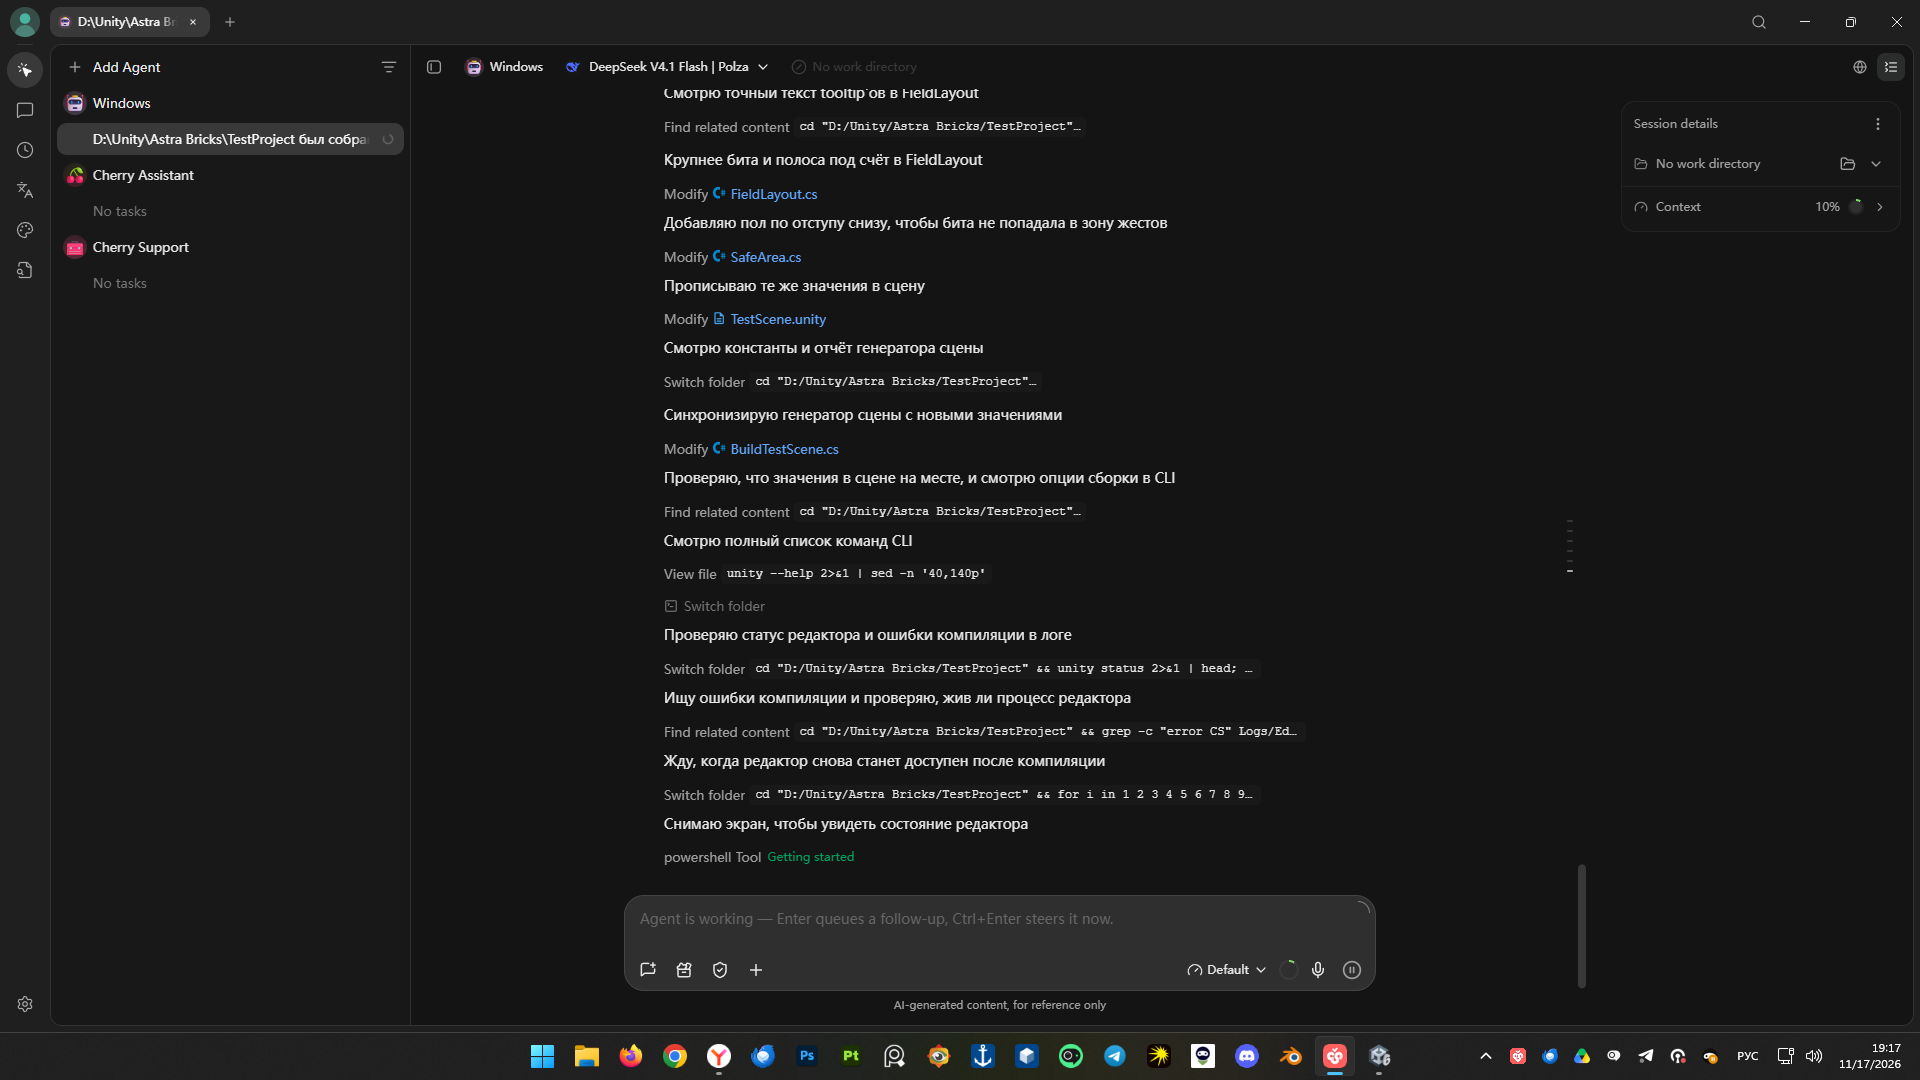 D:\Unity\Astra Br
Add Agent
Windows
D:\Unity\Astra Bricks\TestProject был собра
Cherry Assistant
No tasks
Cherry Support
No tasks
Windows
DeepSeek V4.1 Flash | Polza
No work directory
Смотрю точный текст tooltip'ов в FieldLayout
Find related content cd "D:/Unity/Astra Bricks/TestProject"…
Крупнее бита и полоса под счёт в FieldLayout
Modify C# FieldLayout.cs
Добавляю пол по отступу снизу, чтобы бита не попадала в зону жестов
Modify C# SafeArea.cs
Прописываю те же значения в сцену
Modify TestScene.unity
Смотрю константы и отчёт генератора сцены
Switch folder cd "D:/Unity/Astra Bricks/TestProject"…
Синхронизирую генератор сцены с новыми значениями
Modify C# BuildTestScene.cs
Проверяю, что значения в сцене на месте, и смотрю опции сборки в CLI
Find related content cd "D:/Unity/Astra Bricks/TestProject"…
Смотрю полный список команд CLI
View file unity --help 2>&1 | sed -n '40,140p'
Switch folder
Проверяю статус редактора и ошибки компиляции в логе
Switch folder cd "D:/Unity/Astra Bricks/TestProject" && unity status 2>&1 | head; …
Ищу ошибки компиляции и проверяю, жив ли процесс редактора
Find related content cd "D:/Unity/Astra Bricks/TestProject" && grep -c "error CS" Logs/Ed…
Жду, когда редактор снова станет доступен после компиляции
Switch folder cd "D:/Unity/Astra Bricks/TestProject" && for i in 1 2 3 4 5 6 7 8 9…
Снимаю экран, чтобы увидеть состояние редактора
powershell Tool Getting started
Agent is working — Enter queues a follow-up, Ctrl+Enter steers it now.
Default
AI-generated content, for reference only
Session details
No work directory
Context 10%
Ps
Pt
РУС
19:17
11/17/2026